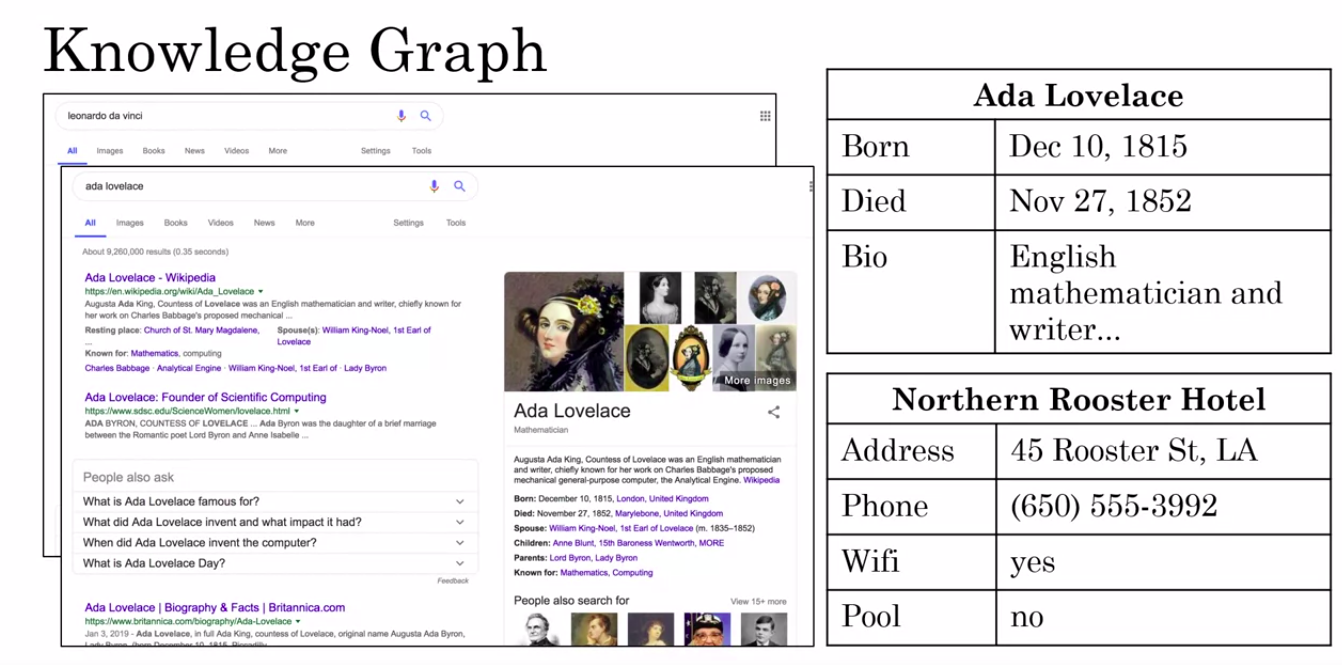 Knowledge Graph
leonardo da vinci
All Images Books News Videos More Settings Tools
ada lovelace
All Images Books Videos News More Settings Tools
About 9,260,000 results (0.35 seconds)
Ada Lovelace - Wikipedia
https://en.wikipedia.org/wiki/Ada_Lovelace
Augusta Ada King, Countess of Lovelace was an English mathematician and writer, chiefly known for
her work on Charles Babbage's proposed mechanical ...
Resting place: Church of St. Mary Magdalene,
...
Spouse(s): William King-Noel, 1st Earl of
Lovelace
Known for: Mathematics, computing
Charles Babbage · Analytical Engine · William King-Noel, 1st Earl of · Lady Byron
Ada Lovelace: Founder of Scientific Computing
https://www.sdsc.edu/ScienceWomen/lovelace.html
ADA BYRON, COUNTESS OF LOVELACE ... Ada Byron was the daughter of a brief marriage
between the Romantic poet Lord Byron and Anne Isabelle ...
People also ask
What is Ada Lovelace famous for?
What did Ada Lovelace invent and what impact it had?
When did Ada Lovelace invent the computer?
What is Ada Lovelace Day?
Feedback
Ada Lovelace | Biography & Facts | Britannica.com
https://www.britannica.com/biography/Ada-Lovelace
Jan 3, 2019 - Ada Lovelace, in full Ada King, countess of Lovelace, original name Augusta Ada Byron,
More images
Ada Lovelace
Mathematician
Augusta Ada King, Countess of Lovelace was an English mathematician
and writer, chiefly known for her work on Charles Babbage's proposed
mechanical general-purpose computer, the Analytical Engine. Wikipedia
Born: December 10, 1815, London, United Kingdom
Died: November 27, 1852, Marylebone, United Kingdom
Spouse: William King-Noel, 1st Earl of Lovelace (m. 1835–1852)
Children: Anne Blunt, 15th Baroness Wentworth, MORE
Parents: Lord Byron, Lady Byron
Known for: Mathematics, Computing
People also search for
View 15+ more
Ada Lovelace
Born Dec 10, 1815
Died Nov 27, 1852
Bio English
mathematician and
writer...
Northern Rooster Hotel
Address 45 Rooster St, LA
Phone (650) 555-3992
Wifi yes
Pool no